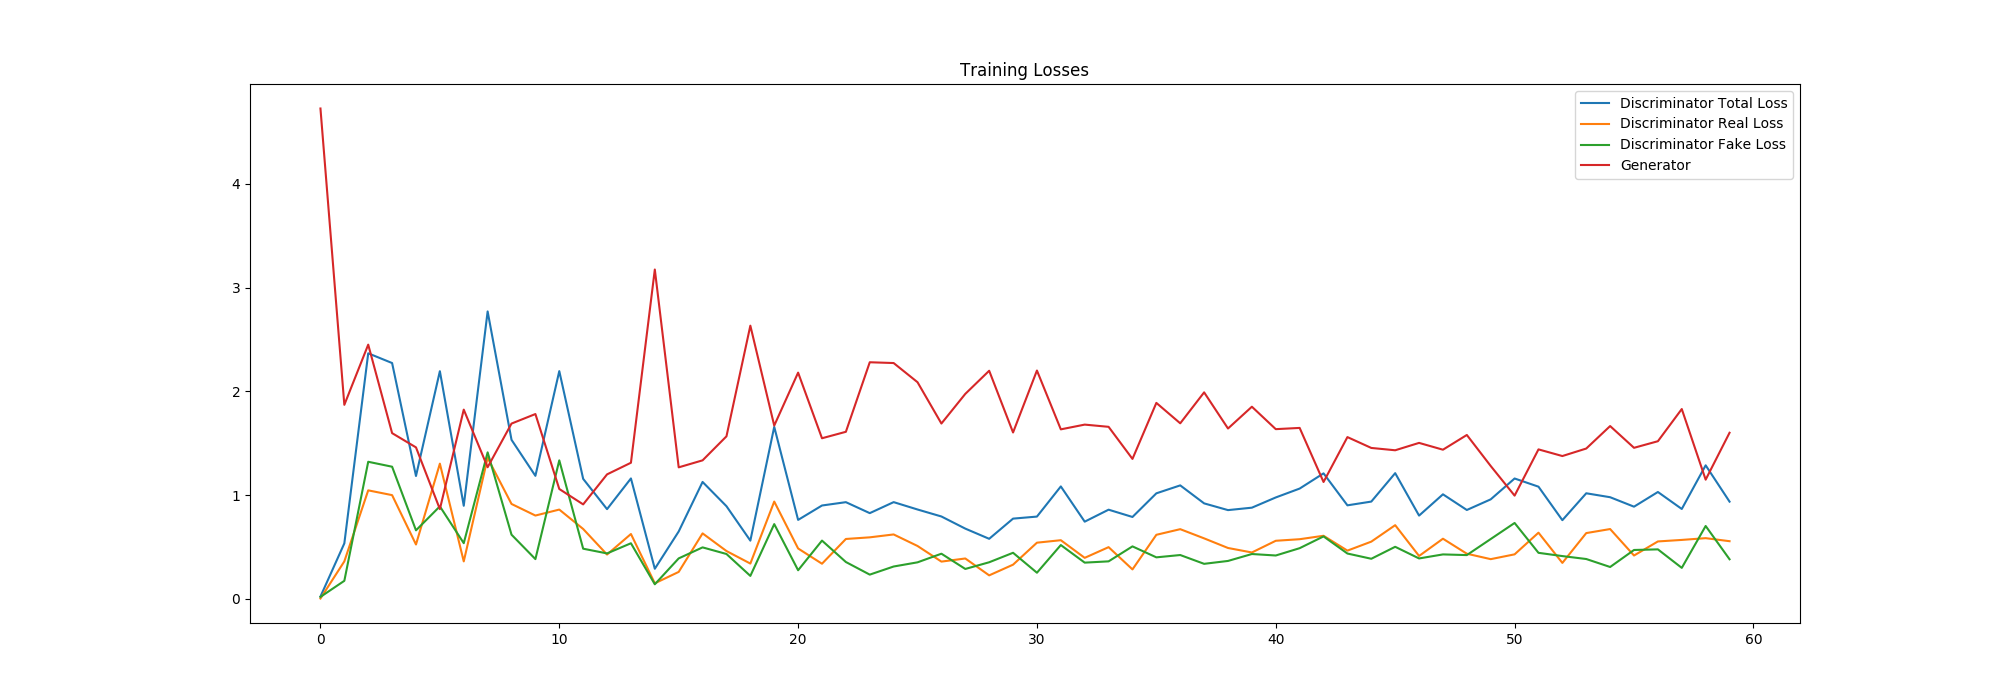 Training Losses
Discriminator Total Loss
Discriminator Real Loss
Discriminator Fake Loss
Generator
4
3
2
1
0
0 10 20 30 40 50 60